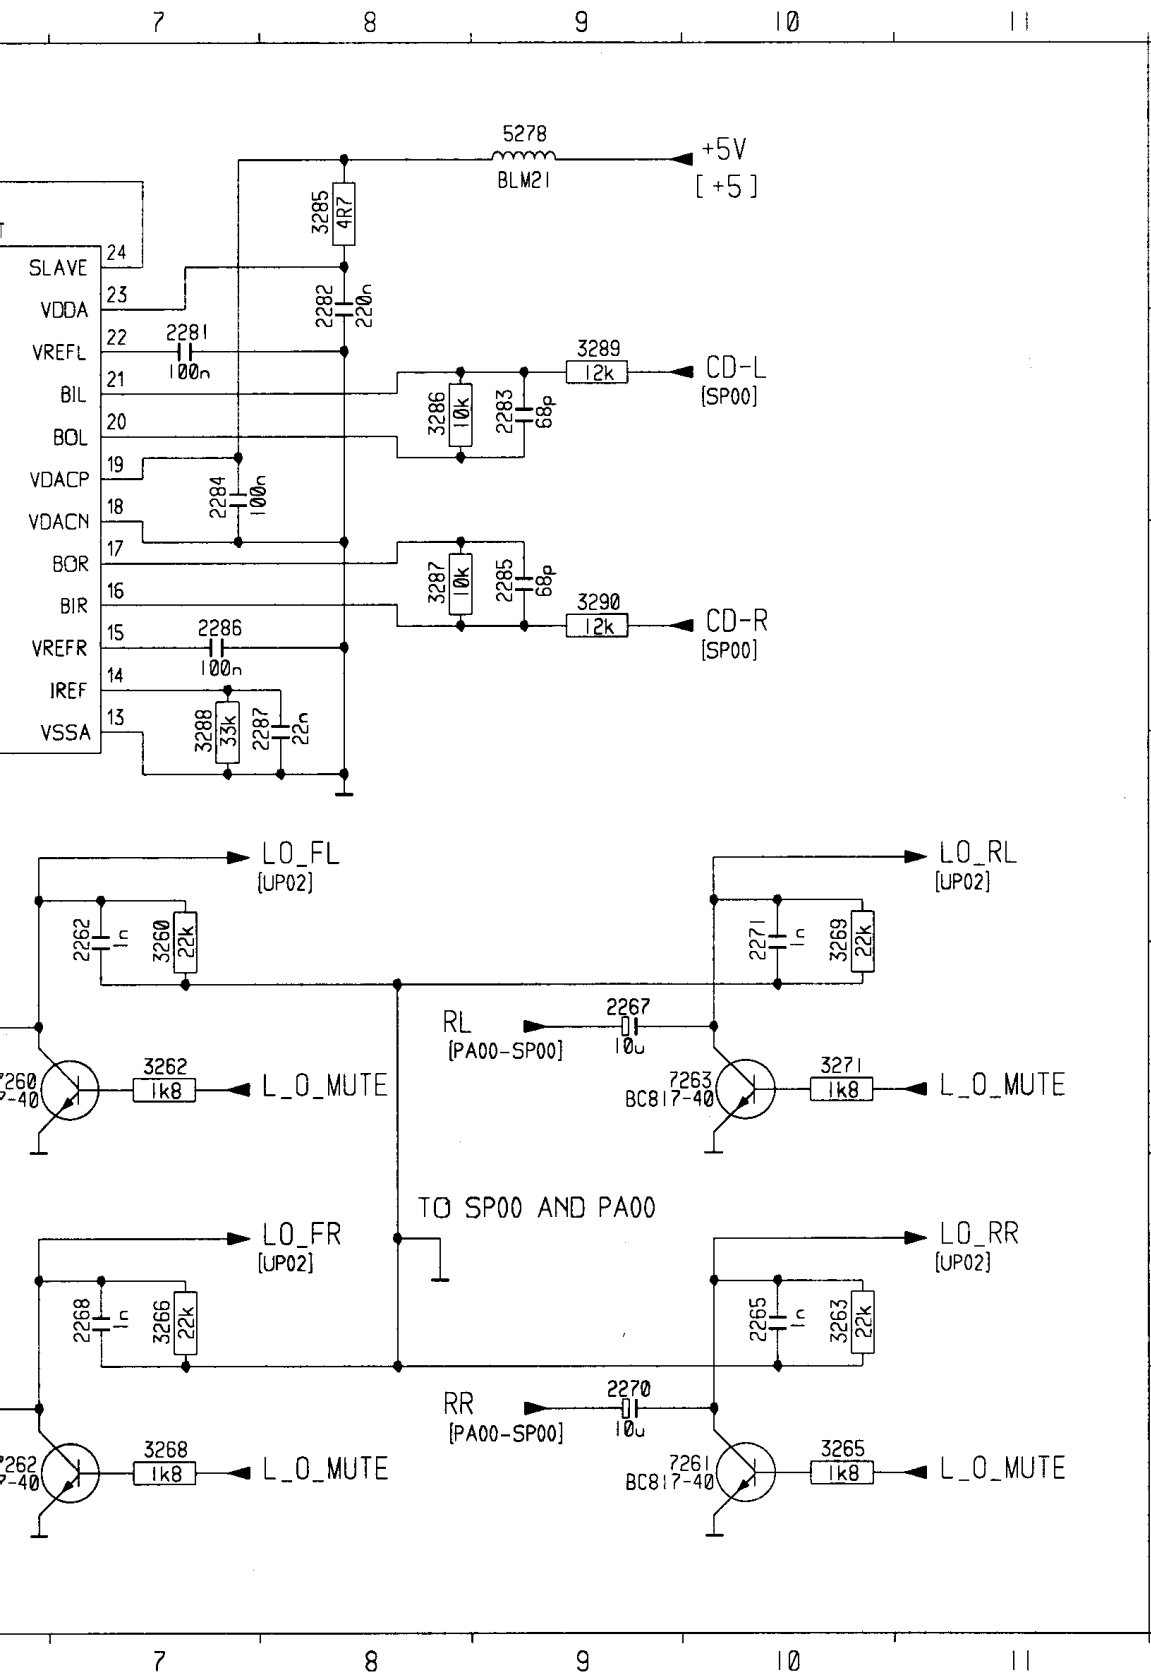 7 8 9 10 11
5278
+5V
BLM21
[+5]
3285
4R7
T
24
SLAVE
23
VDDA
2282
220n
22
VREFL
2281
100n
21
BIL
3289
12k
CD-L
[SP00]
3286
10k
2283
68p
20
BOL
19
VDACP
2284
100n
18
VDACN
17
BOR
3287
10k
2285
68p
16
BIR
3290
12k
CD-R
[SP00]
15
VREFR
2286
100n
14
IREF
13
VSSA
3288
33k
2287
22n
LO_FL
[UP02]
LO_RL
[UP02]
2262
1n
3260
22k
2271
1n
3269
22k
RL
[PA00-SP00]
2267
10u
7260
7-40
3262
1k8
L_O_MUTE
7263
BC817-40
3271
1k8
L_O_MUTE
TO SP00 AND PA00
LO_FR
[UP02]
LO_RR
[UP02]
2268
1n
3266
22k
2265
1n
3263
22k
RR
[PA00-SP00]
2270
10u
7262
7-40
3268
1k8
L_O_MUTE
7261
BC817-40
3265
1k8
L_O_MUTE
7 8 9 10 11